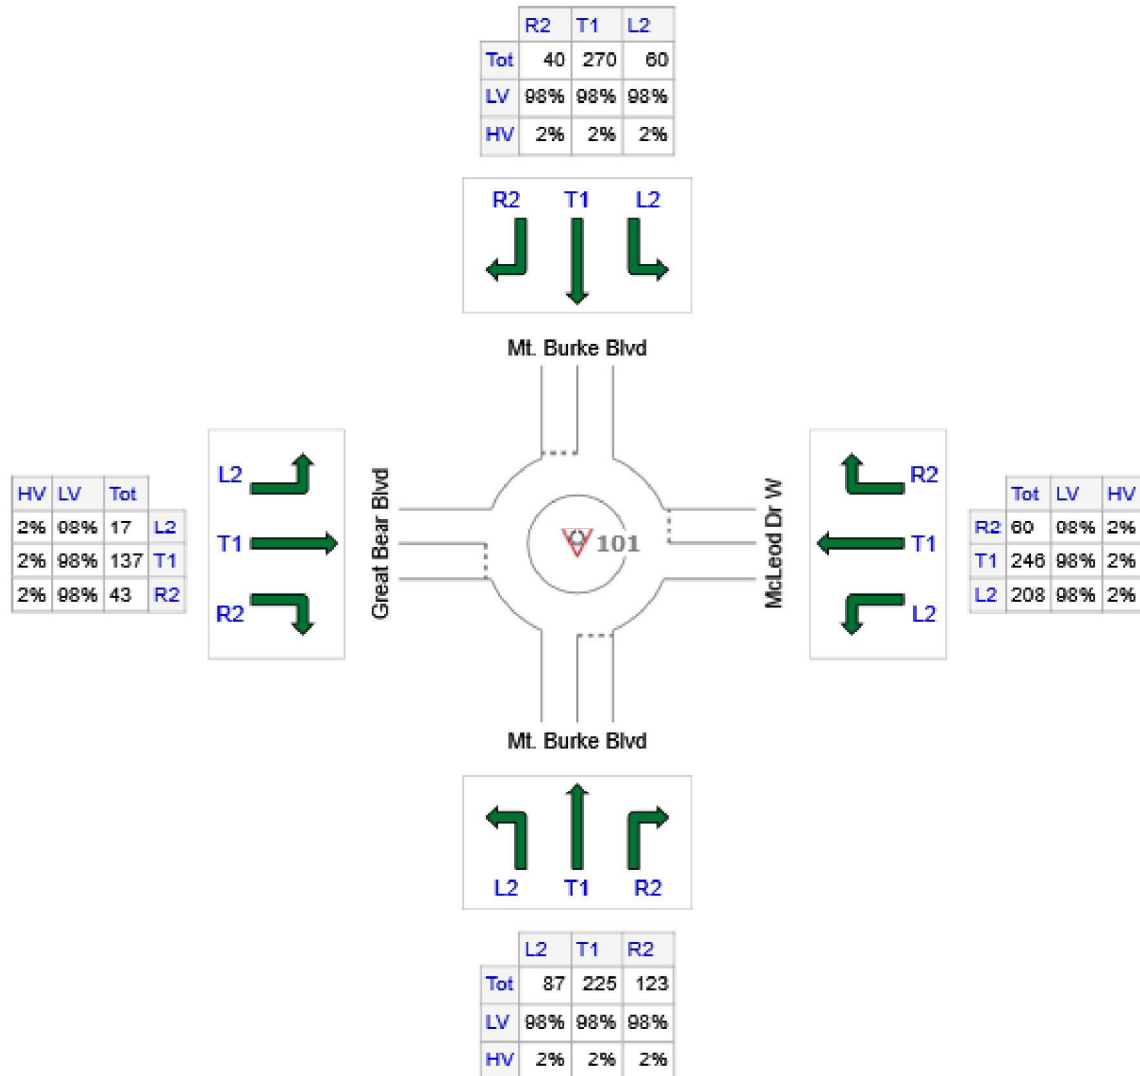 R2 T1 L2
Tot 40 270 60
LV 98% 98% 98%
HV 2% 2% 2%
R2 T1 L2
Mt. Burke Blvd
L2
T1
R2
HV LV Tot
2% 98% 17 L2
2% 98% 137 T1
2% 98% 43 R2
Great Bear Blvd
101
McLeod Dr W
R2
T1
L2
Tot LV HV
R2 60 98% 2%
T1 246 98% 2%
L2 208 98% 2%
Mt. Burke Blvd
L2 T1 R2
L2 T1 R2
Tot 87 225 123
LV 98% 98% 98%
HV 2% 2% 2%